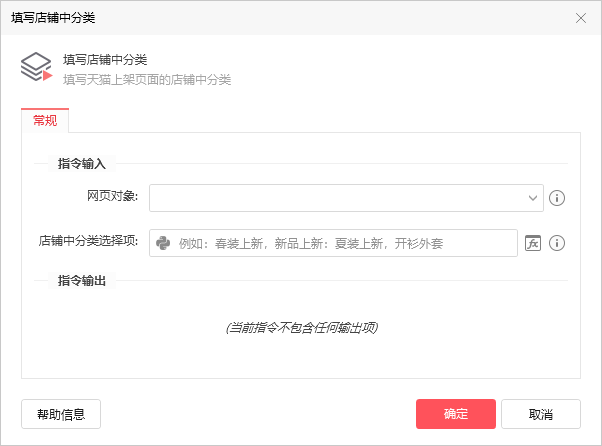 填写店铺中分类
填写店铺中分类
填写天猫上架页面的店铺中分类
常规
指令输入
网页对象:
店铺中分类选择项: 例如：春装上新，新品上新：夏装上新，开衫外套 fx
指令输出
(当前指令不包含任何输出项)
帮助信息 确定 取消